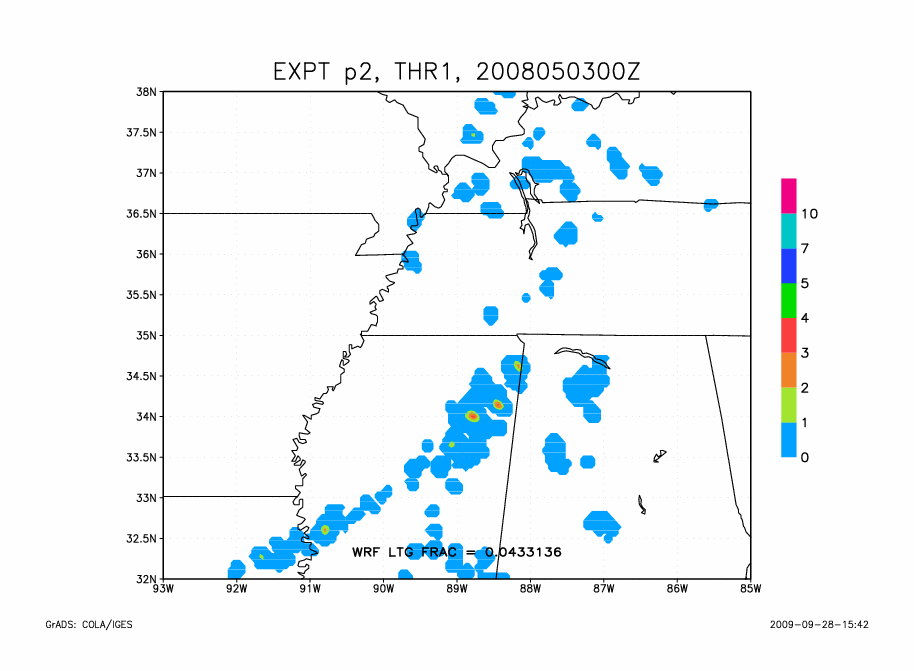 EXPT p2, THR1, 2008050300Z
38N
37.5N
37N
36.5N
36N
35.5N
35N
34.5N
34N
33.5N
33N
32.5N
32N
WRF LTG FRAC = 0.0433136
93W 92W 91W 90W 89W 88W 87W 86W 85W
10
7
5
4
3
2
1
0
GrADS: COLA/IGES
2009-09-28-15:42